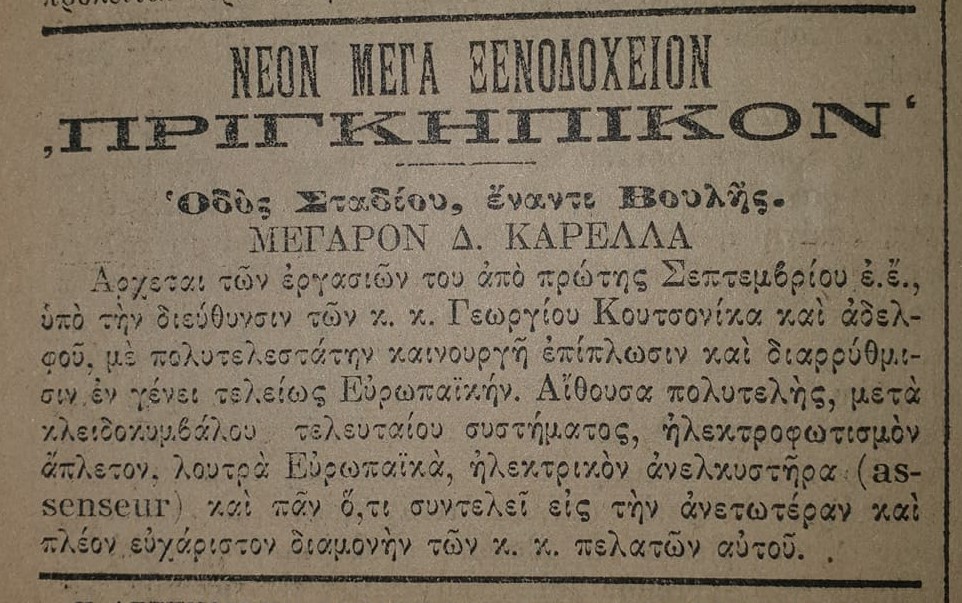 ΝΕΟΝ ΜΕΓΑ ΞΕΝΟΔΟΧΕΙΟΝ
‚ΠΡΙΓΚΗΠΙΚΟΝ‘
Ὁδὸς Σταδίου, ἔναντι Βουλῆς.
ΜΕΓΑΡΟΝ Δ. ΚΑΡΕΛΛΑ
Ἄρχεται τῶν ἐργασιῶν του ἀπὸ πρώτης Σεπτεμβρίου ἐ.ἔ.,
ὑπὸ τὴν διεύθυνσιν τῶν κ. κ. Γεωργίου Κουτσονίκα καὶ ἀδελ-
φοῦ, μὲ πολυτελεστάτην καινουργῆ ἐπίπλωσιν καὶ διαρρύθμι-
σιν ἐν γένει τελείως Εὐρωπαϊκήν. Αἴθουσα πολυτελὴς, μετὰ
κλειδοκυμβάλου τελευταίου συστήματος, ἠλεκτροφωτισμὸν
ἄπλετον, λουτρὰ Εὐρωπαϊκὰ, ἠλεκτρικὸν ἀνελκυστῆρα (as-
senseur) καὶ πᾶν ὅ,τι συντελεῖ εἰς τὴν ἀνετωτέραν καὶ
πλέον εὐχάριστον διαμονὴν τῶν κ. κ. πελατῶν αὐτοῦ.